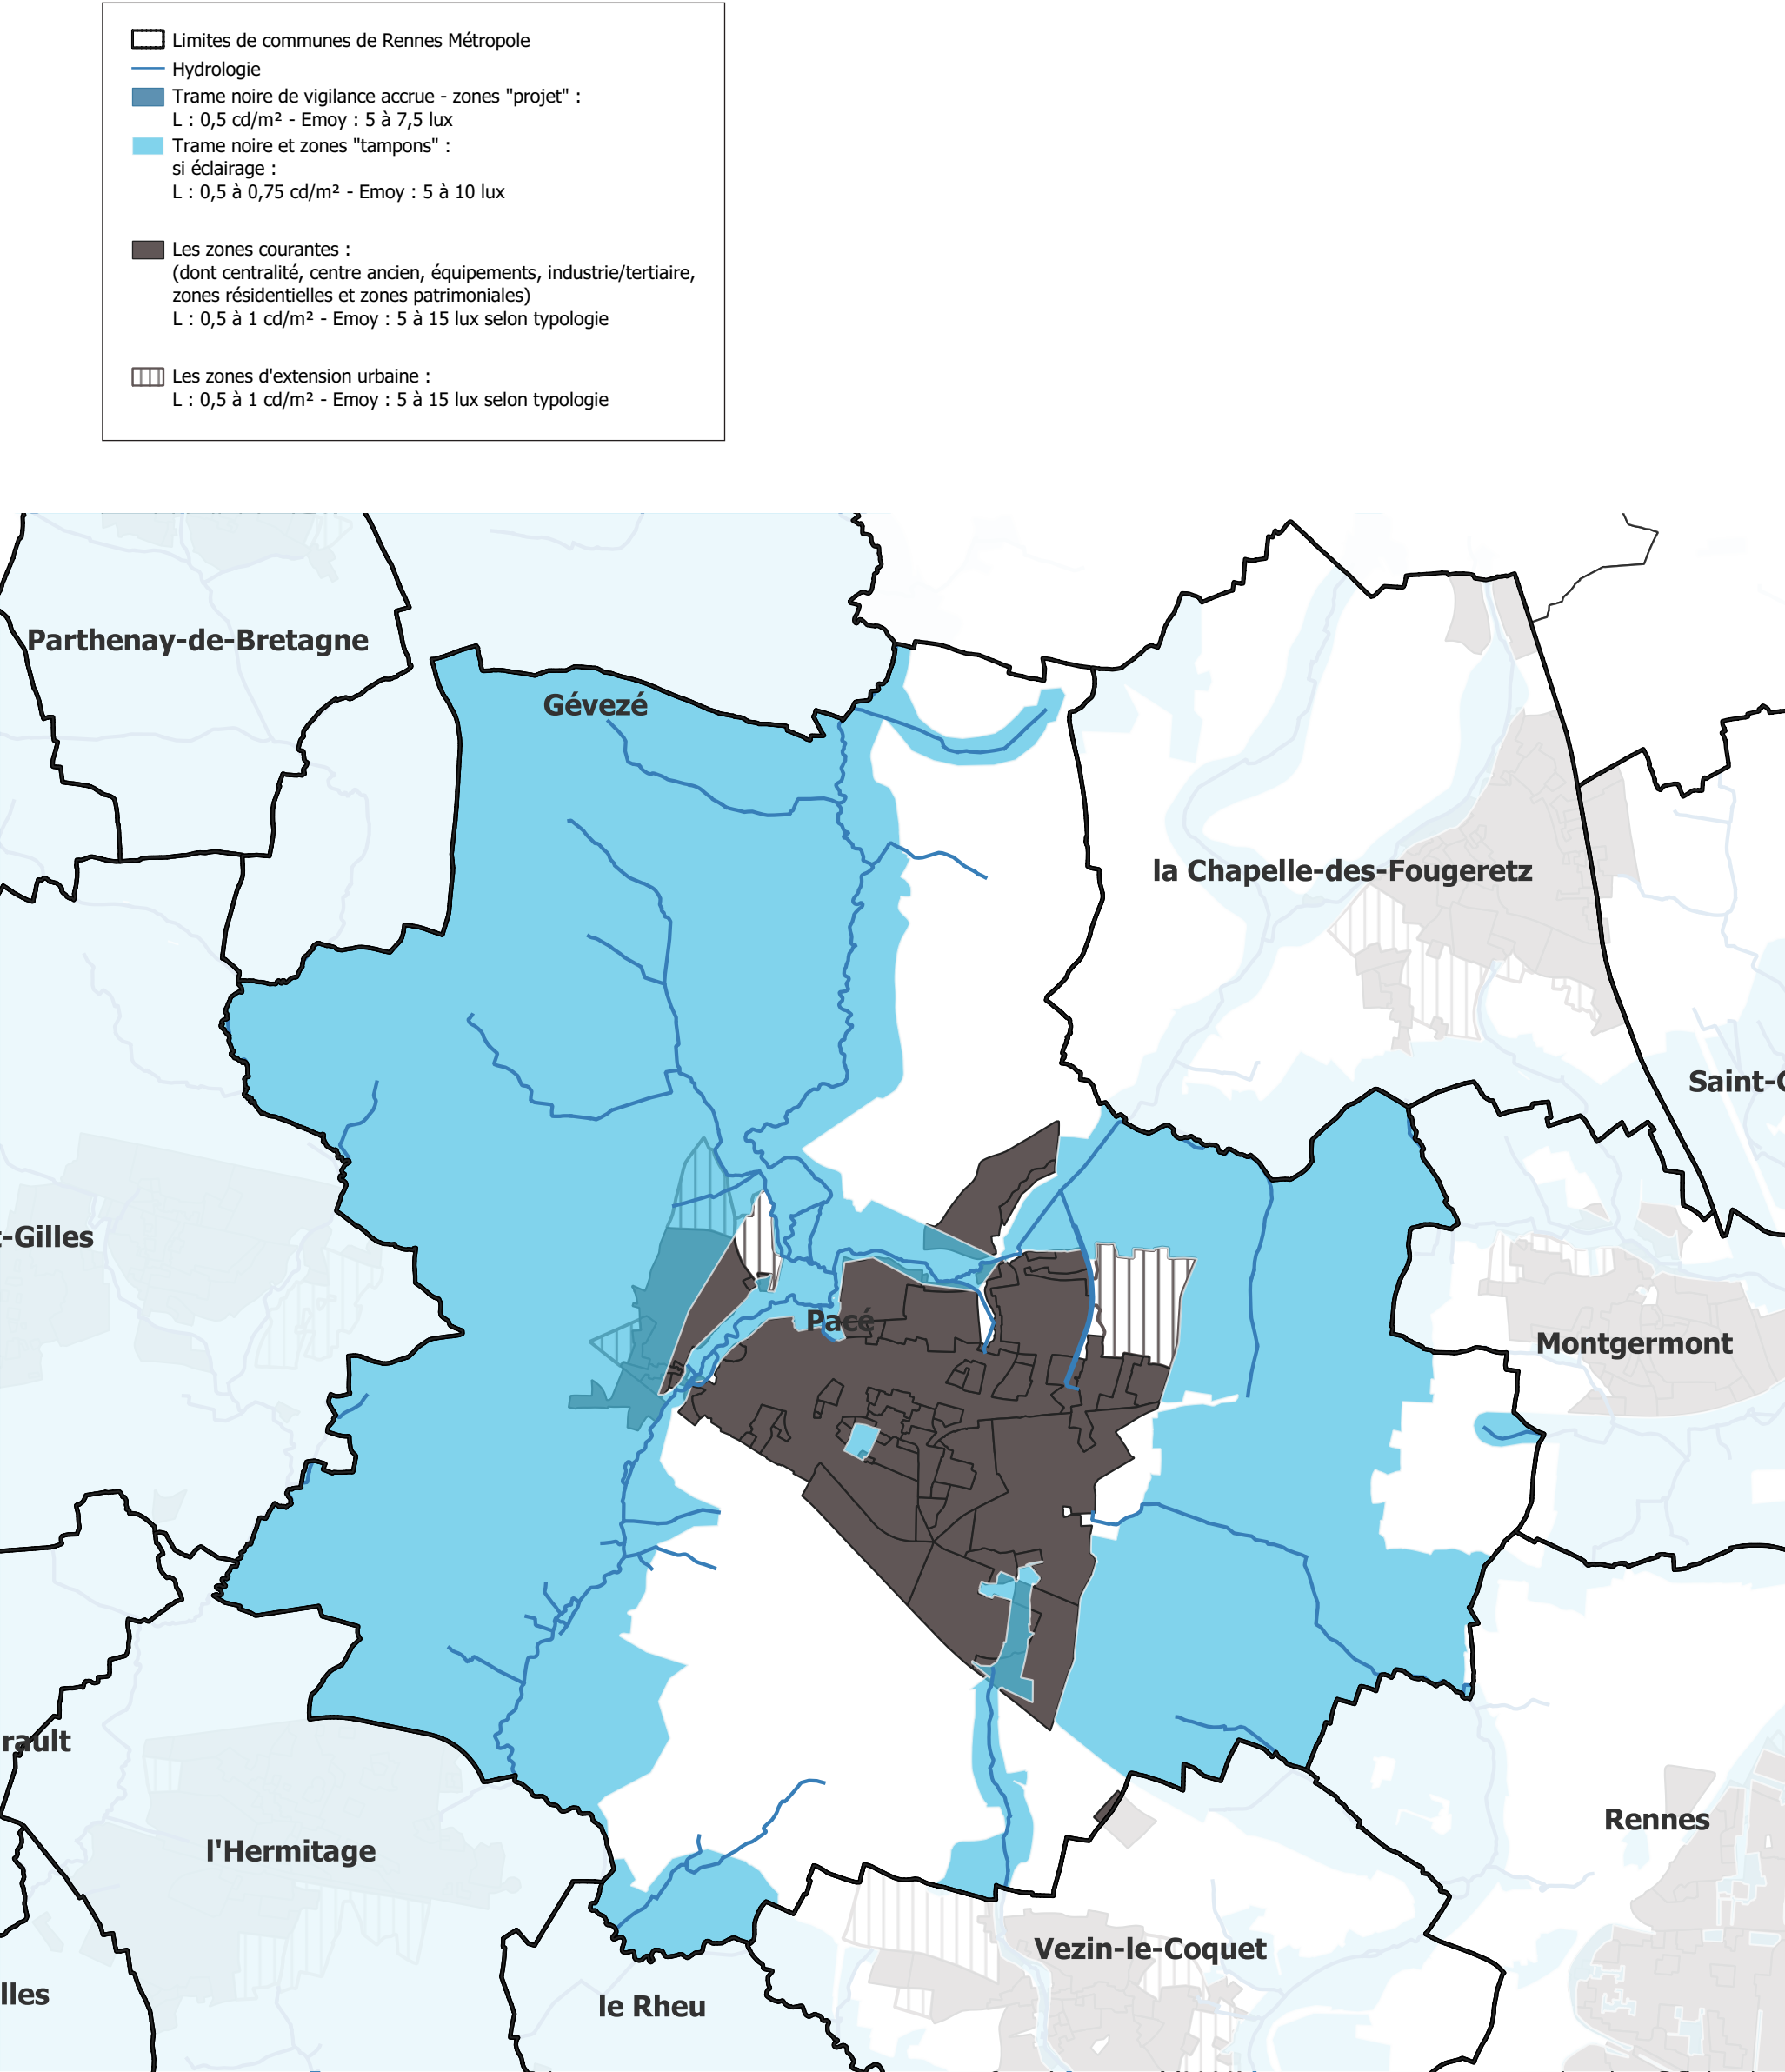 Limites de communes de Rennes Métropole
Hydrologie
Trame noire de vigilance accrue - zones "projet" :
L : 0,5 cd/m² - Emoy : 5 à 7,5 lux
Trame noire et zones "tampons" :
si éclairage :
L : 0,5 à 0,75 cd/m² - Emoy : 5 à 10 lux
Les zones courantes :
(dont centralité, centre ancien, équipements, industrie/tertiaire,
zones résidentielles et zones patrimoniales)
L : 0,5 à 1 cd/m² - Emoy : 5 à 15 lux selon typologie
Les zones d'extension urbaine :
L : 0,5 à 1 cd/m² - Emoy : 5 à 15 lux selon typologie
Parthenay-de-Bretagne
Gévezé
la Chapelle-des-Fougeretz
Saint-
-Gilles
Pacé
Montgermont
rault
Rennes
l'Hermitage
Vezin-le-Coquet
lles
le Rheu